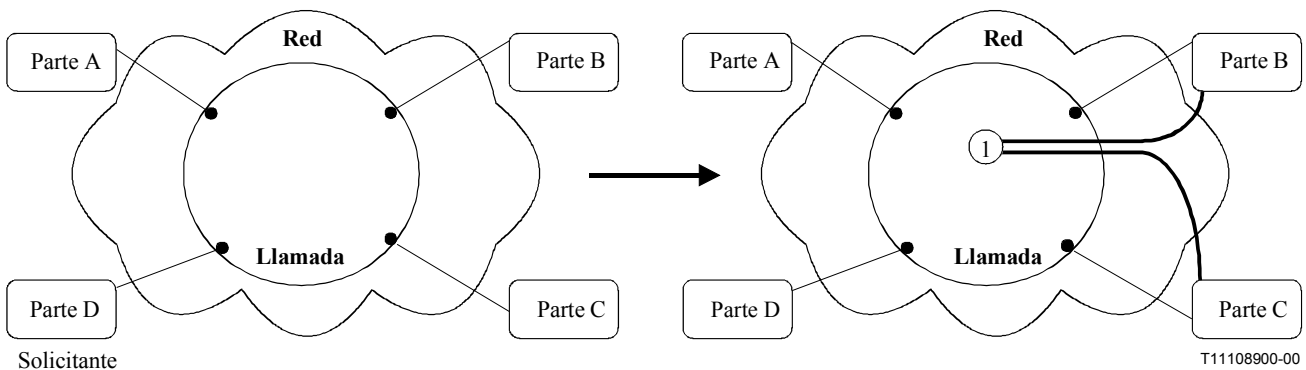 Red
Parte A
Parte B
Llamada
Parte D
Parte C
Solicitante
Red
Parte A
Parte B
1
Llamada
Parte D
Parte C
T11108900-00